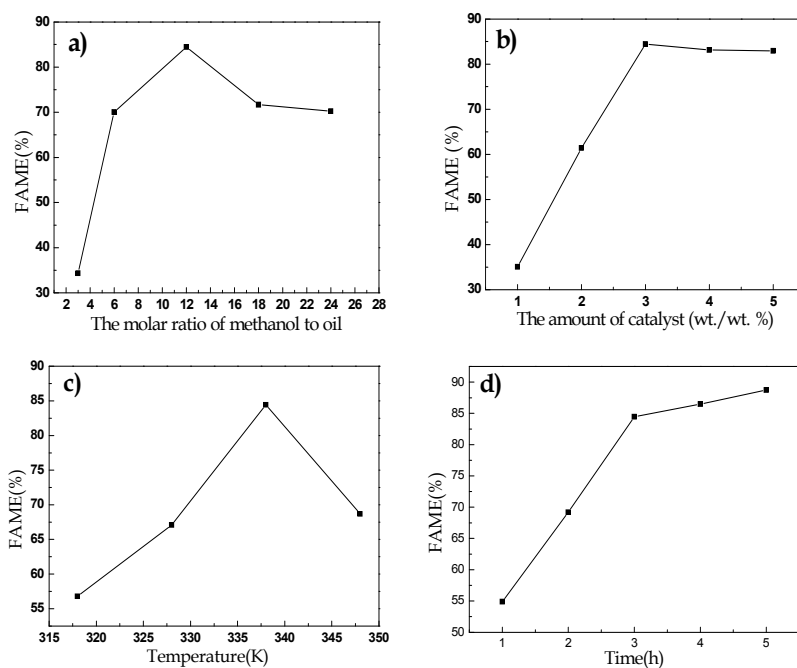 a)
90
80
70
60
50
40
30
FAME(%)
2 4 6 8 10 12 14 16 18 20 22 24 26 28
The molar ratio of methanol to oil
b)
90
80
70
60
50
40
30
FAME (%)
1 2 3 4 5
The amount of catalyst (wt./wt. %)
c)
90
85
80
75
70
65
60
55
FAME(%)
315 320 325 330 335 340 345 350
Temperature(K)
d)
90
85
80
75
70
65
60
55
50
FAME(%)
1 2 3 4 5
Time(h)